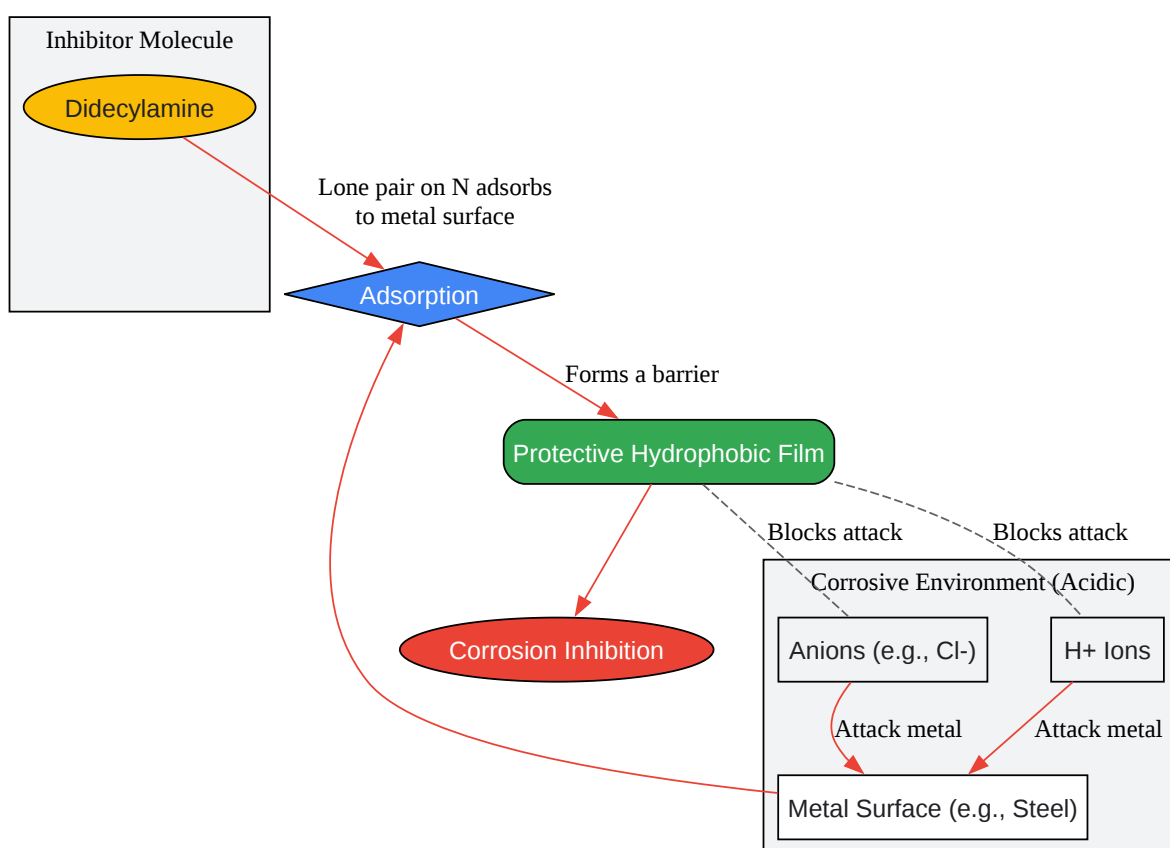 Inhibitor Molecule
Didecylamine
Lone pair on N adsorbs
to metal surface
Adsorption
Forms a barrier
Protective Hydrophobic Film
Blocks attack
Blocks attack
Corrosive Environment (Acidic)
Corrosion Inhibition
Anions (e.g., Cl-)
H+ Ions
Attack metal
Attack metal
Metal Surface (e.g., Steel)